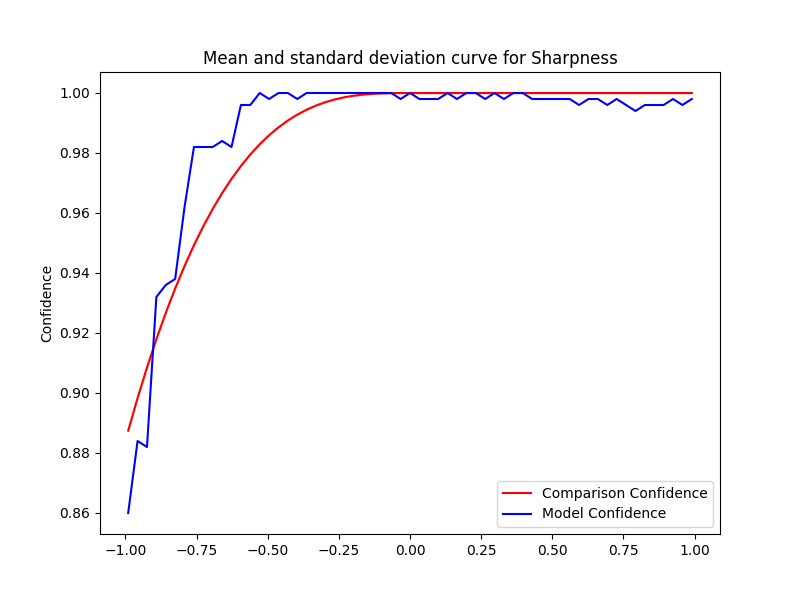 Mean and standard deviation curve for Sharpness
1.00
0.98
0.96
0.94
0.92
0.90
0.88
0.86
Confidence
−1.00 −0.75 −0.50 −0.25 0.00 0.25 0.50 0.75 1.00
Comparison Confidence
Model Confidence